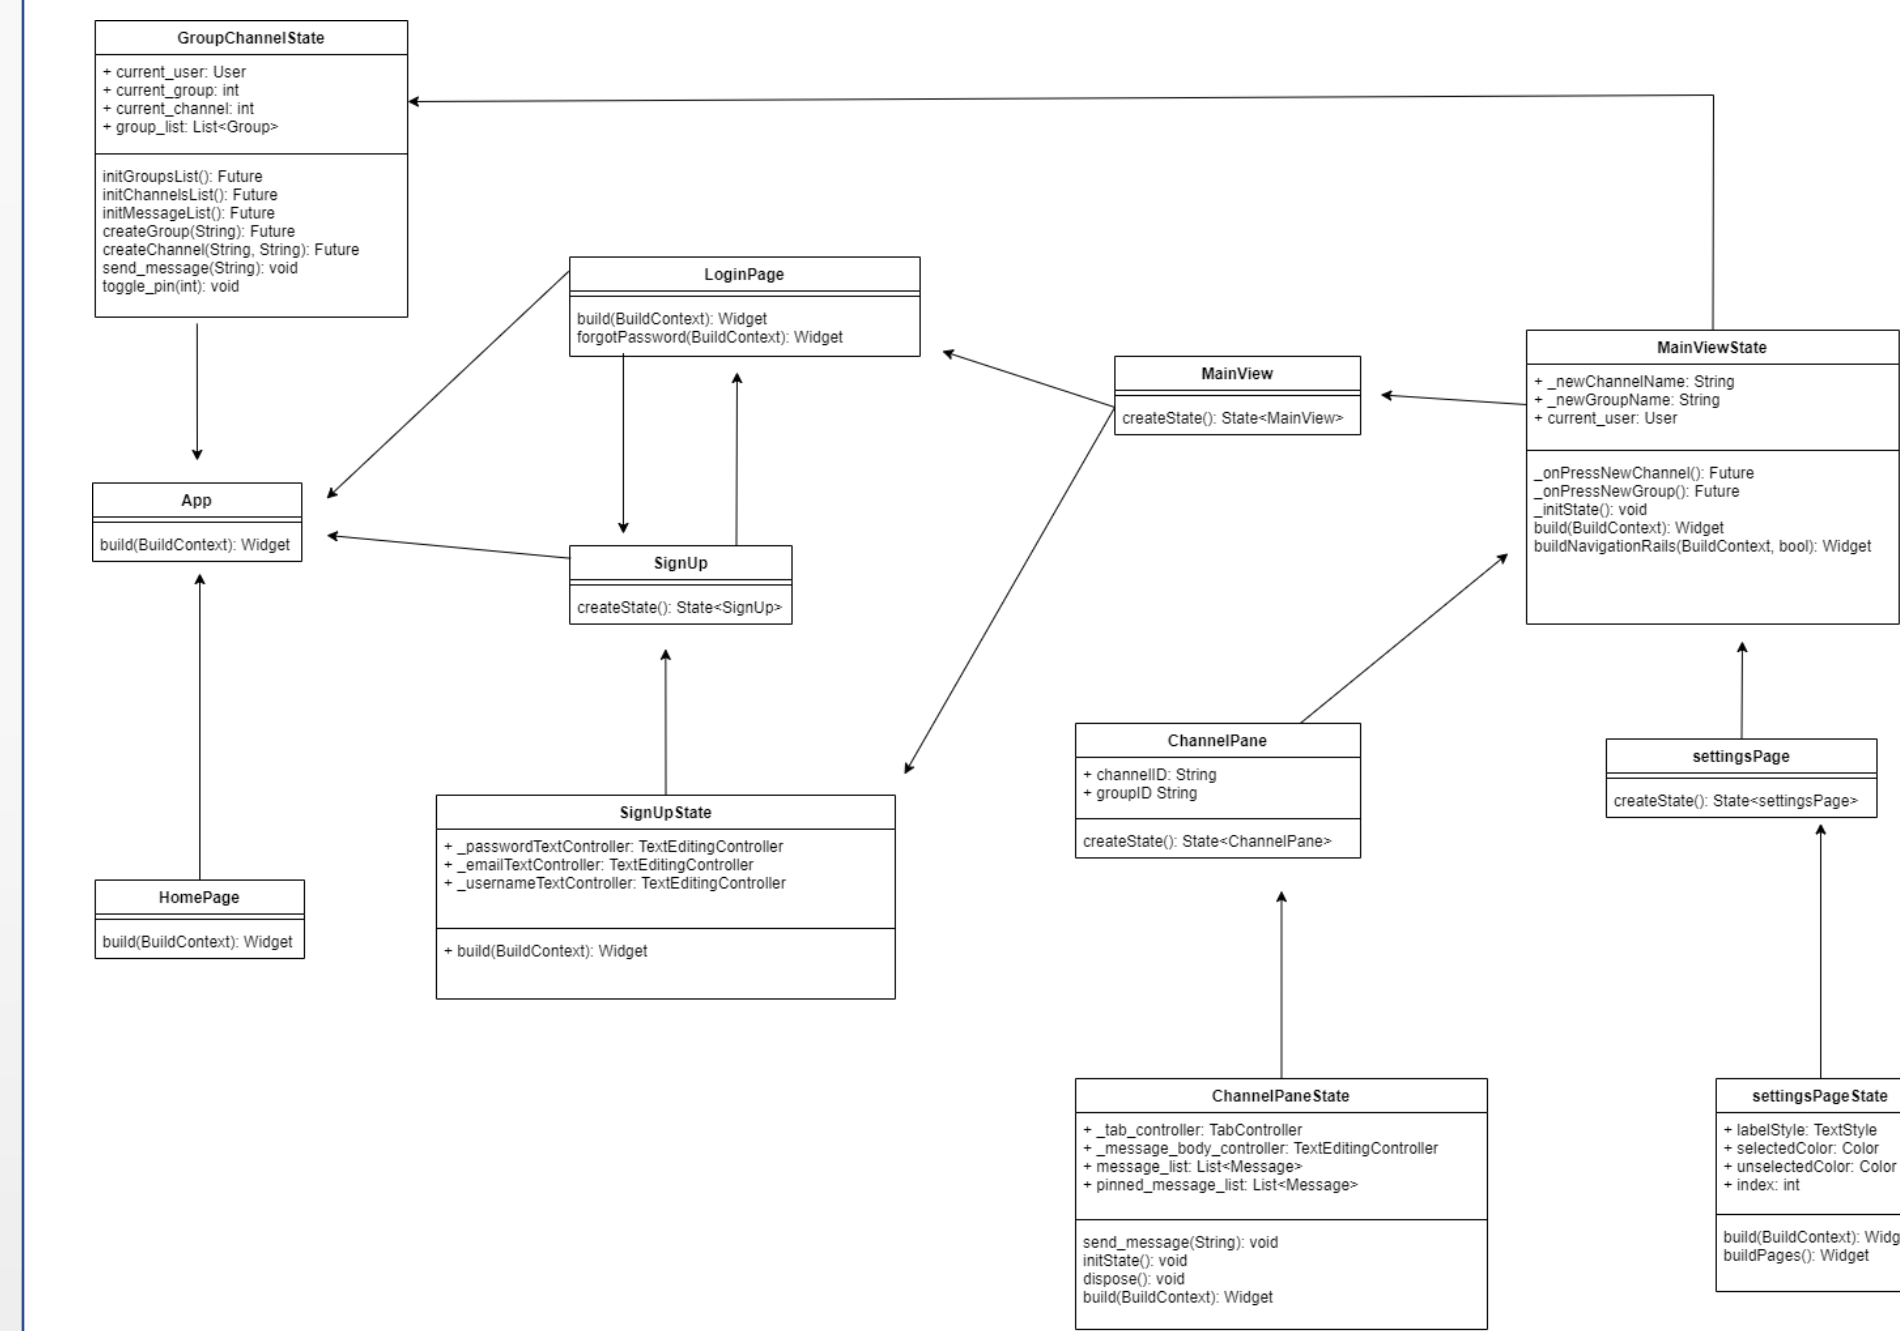 GroupChannelState
+ current_user: User
+ current_group: int
+ current_channel: int
+ group_list: List<Group>
initGroupsList(): Future
initChannelsList(): Future
initMessageList(): Future
createGroup(String): Future
createChannel(String, String): Future
send_message(String): void
toggle_pin(int): void
LoginPage
build(BuildContext): Widget
forgotPassword(BuildContext): Widget
MainView
createState(): State<MainView>
MainViewState
+ _newChannelName: String
+ _newGroupName: String
+ current_user: User
_onPressNewChannel(): Future
_onPressNewGroup(): Future
_initState(): void
build(BuildContext): Widget
buildNavigationRails(BuildContext, bool): Widget
App
build(BuildContext): Widget
SignUp
createState(): State<SignUp>
HomePage
build(BuildContext): Widget
SignUpState
+ _passwordTextController: TextEditingController
+ _emailTextController: TextEditingController
+ _usernameTextController: TextEditingController
+ build(BuildContext): Widget
ChannelPane
+ channelID: String
+ groupID String
createState(): State<ChannelPane>
settingsPage
createState(): State<settingsPage>
ChannelPaneState
+ _tab_controller: TabController
+ _message_body_controller: TextEditingController
+ message_list: List<Message>
+ pinned_message_list: List<Message>
send_message(String): void
initState(): void
dispose(): void
build(BuildContext): Widget
settingsPageState
+ labelStyle: TextStyle
+ selectedColor: Color
+ unselectedColor: Color
+ index: int
build(BuildContext): Widg
buildPages(): Widget